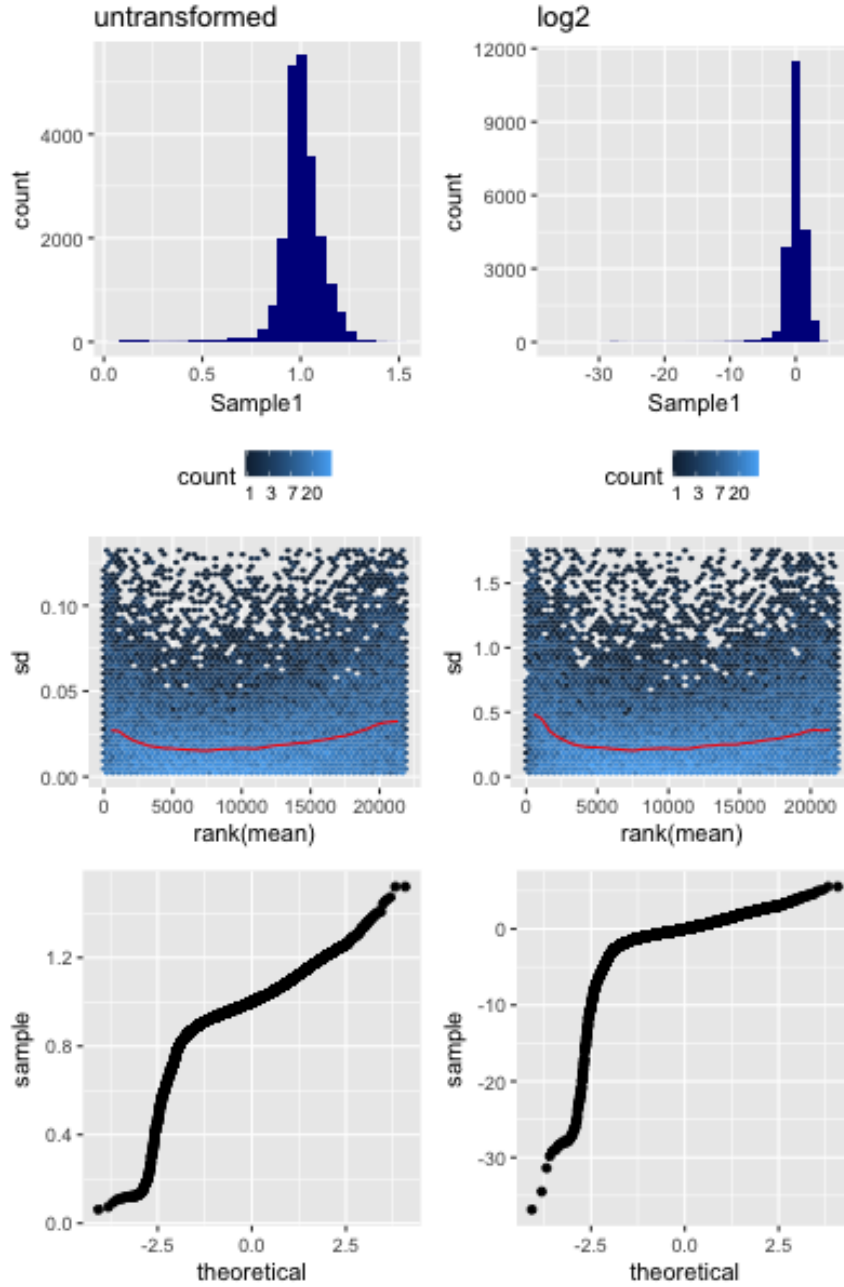 untransformed
log2
count
4000
2000
0
0.0 0.5 1.0 1.5
Sample1
count
12000
9000
6000
3000
0
-30 -20 -10 0
Sample1
count
1 3 7 20
count
1 3 7 20
sd
0.10
0.05
0.00
0 5000 10000 15000 20000
rank(mean)
sd
1.5
1.0
0.5
0.0
0 5000 10000 15000 20000
rank(mean)
sample
1.2
0.8
0.4
0.0
-2.5 0.0 2.5
theoretical
sample
0
-10
-20
-30
-2.5 0.0 2.5
theoretical